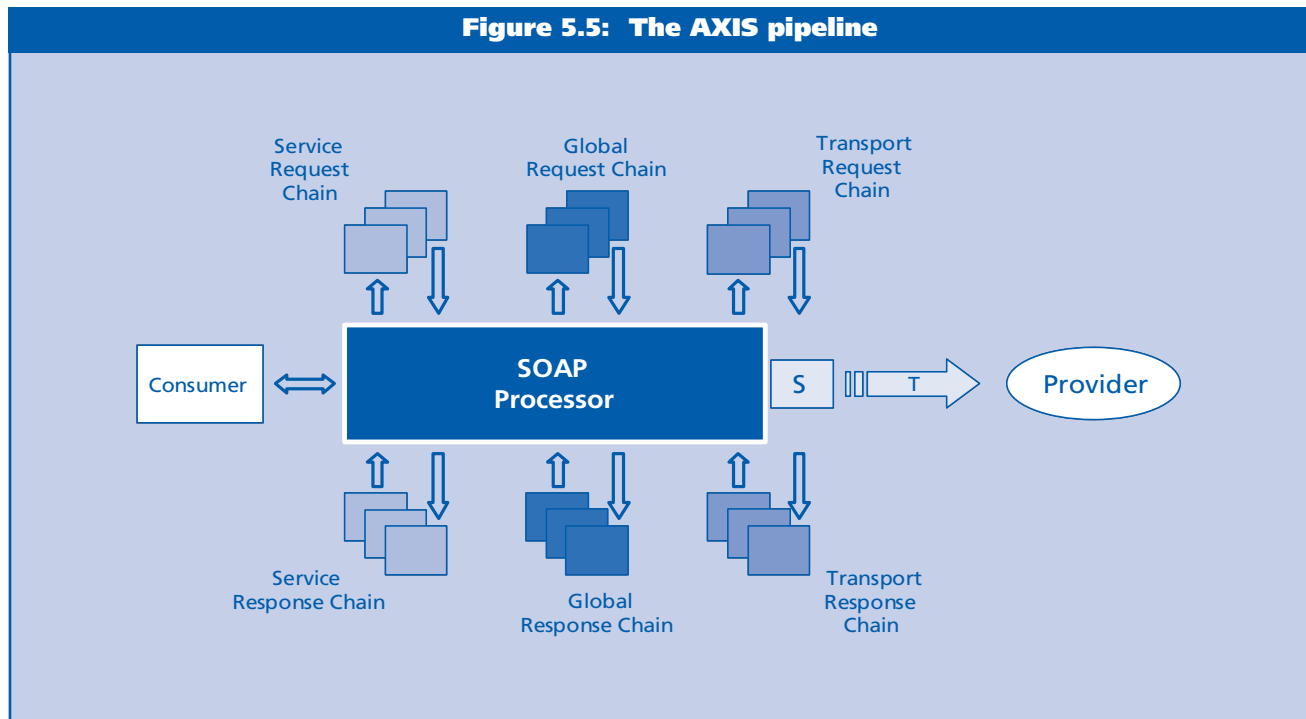 Figure 5.5: The AXIS pipeline
Service
Request
Chain
Global
Request Chain
Transport
Request
Chain
Consumer
SOAP
Processor
S
T
Provider
Service
Response Chain
Global
Response Chain
Transport
Response
Chain